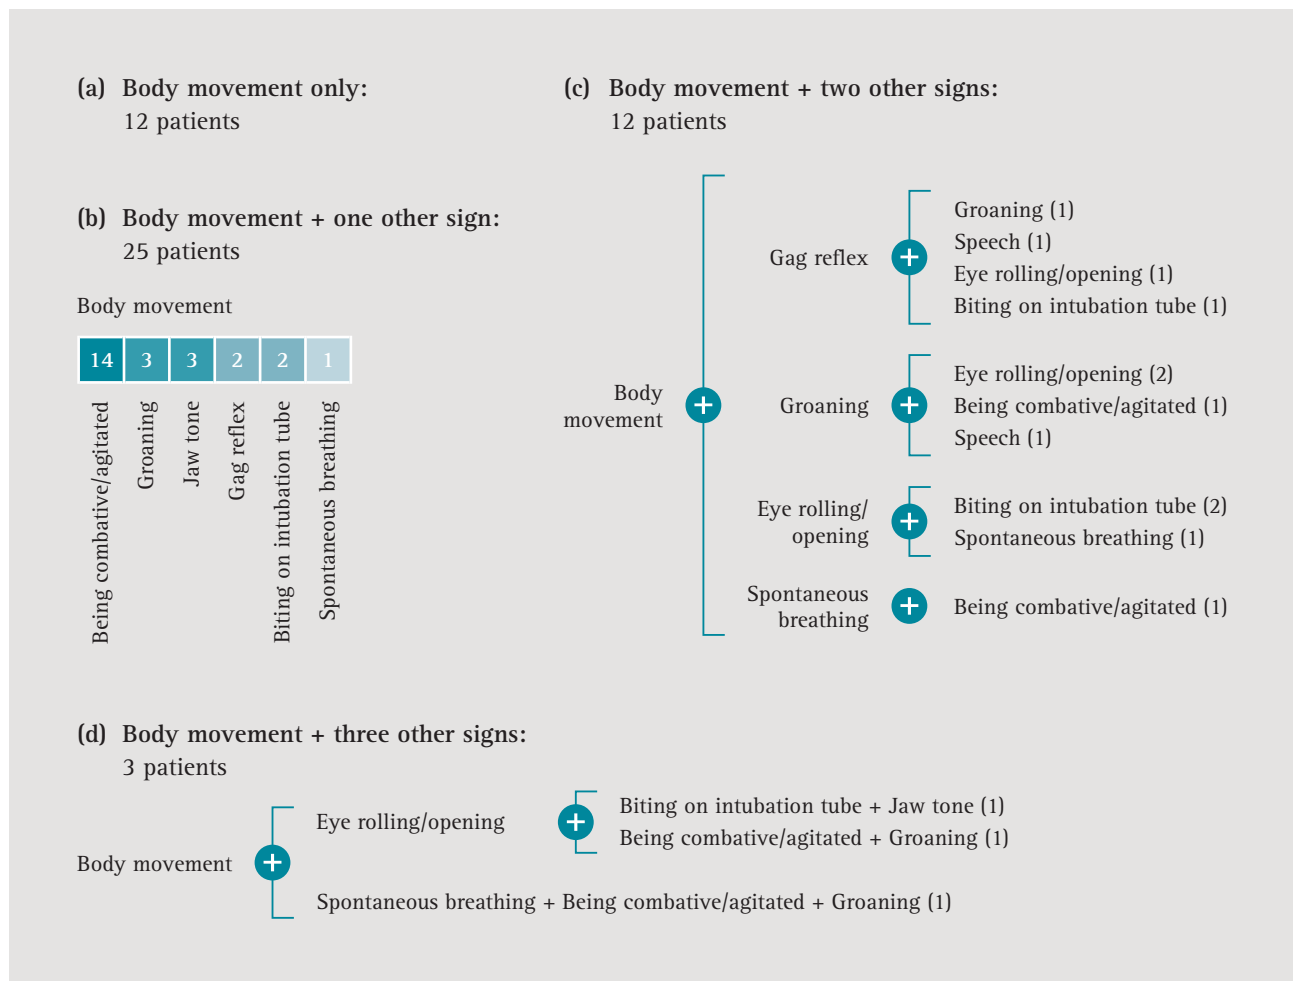 (a) Body movement only:
12 patients
(b) Body movement + one other sign:
25 patients
Body movement
14 3 3 2 2 1
Being combative/agitated
Groaning
Jaw tone
Gag reflex
Biting on intubation tube
Spontaneous breathing
(c) Body movement + two other signs:
12 patients
Body
movement
+
Gag reflex
+
Groaning (1)
Speech (1)
Eye rolling/opening (1)
Biting on intubation tube (1)
Groaning
+
Eye rolling/opening (2)
Being combative/agitated (1)
Speech (1)
Eye rolling/
opening
+
Biting on intubation tube (2)
Spontaneous breathing (1)
Spontaneous
breathing
+
Being combative/agitated (1)
(d) Body movement + three other signs:
3 patients
Body movement
+
Eye rolling/opening
+
Biting on intubation tube + Jaw tone (1)
Being combative/agitated + Groaning (1)
Spontaneous breathing + Being combative/agitated + Groaning (1)